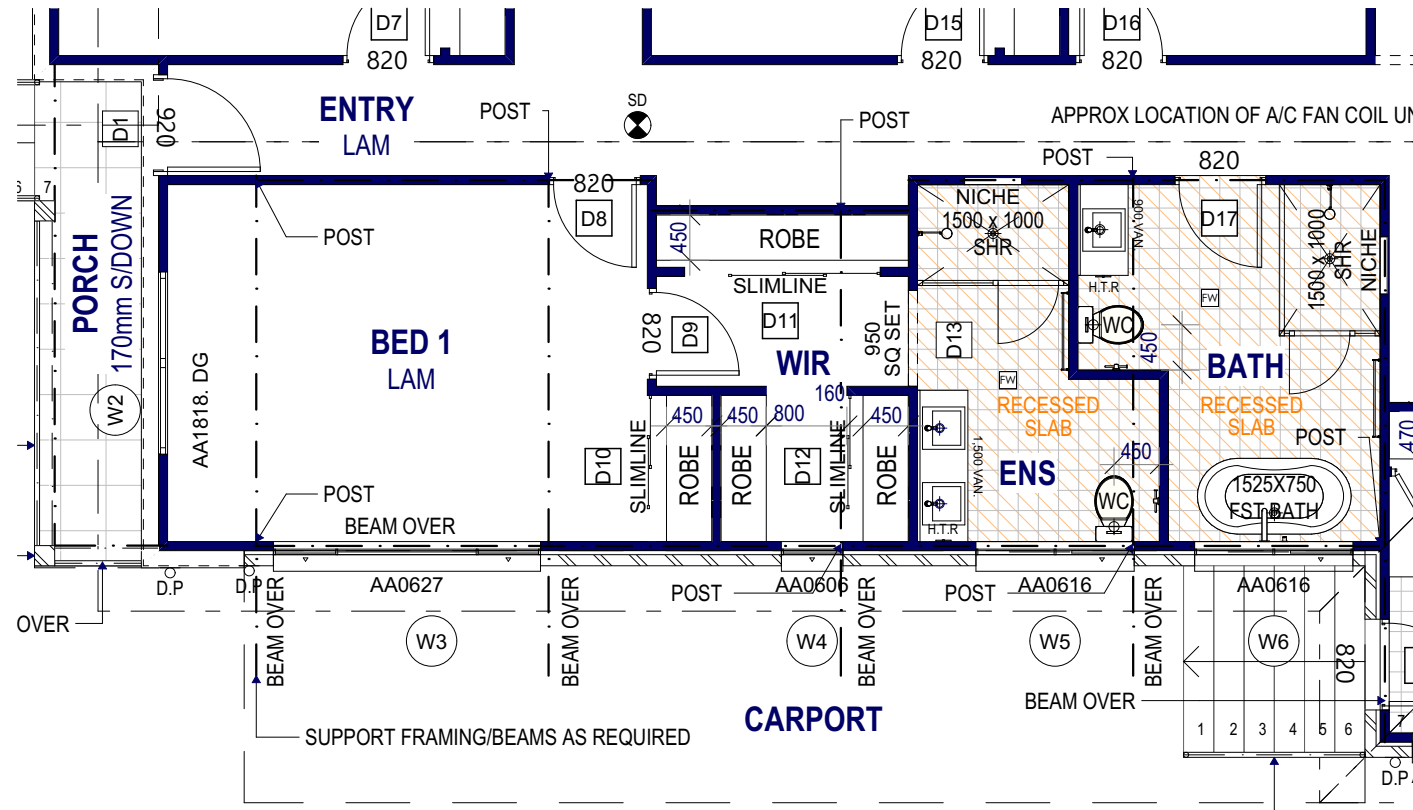 D7
820
D15
820
D16
820
D1
920
ENTRY
LAM
POST
SD
POST
APPROX LOCATION OF A/C FAN COIL UN
POST
820
6 7
PORCH
170mm S/DOWN
W2
POST
820
D8
450
ROBE
NICHE
1500 x 1000
SHR
900.VAN.
H.T.R
D17
1500 x 1000
SHR
NICHE
FW
SLIMLINE
D11
820
D9
WIR
950
SQ SET
D13
FW
WC
450
BATH
BED 1
LAM
AA1818. DG
RECESSED
SLAB
RECESSED
SLAB
POST
470
450
450
800
160
450
SLIMLINE
D10
ROBE
ROBE
D12
SLIMLINE
ROBE
1,500.VAN.
ENS
450
WC
H.T.R
1525X750
FST BATH
POST
BEAM OVER
D.P
D.P
AA0627
POST
AA0606
POST
AA0616
AA0616
OVER
BEAM OVER
W3
BEAM OVER
W4
BEAM OVER
W5
BEAM OVER
W6
820
BEAM OVER
CARPORT
SUPPORT FRAMING/BEAMS AS REQUIRED
1 2 3 4 5 6
7
D.P